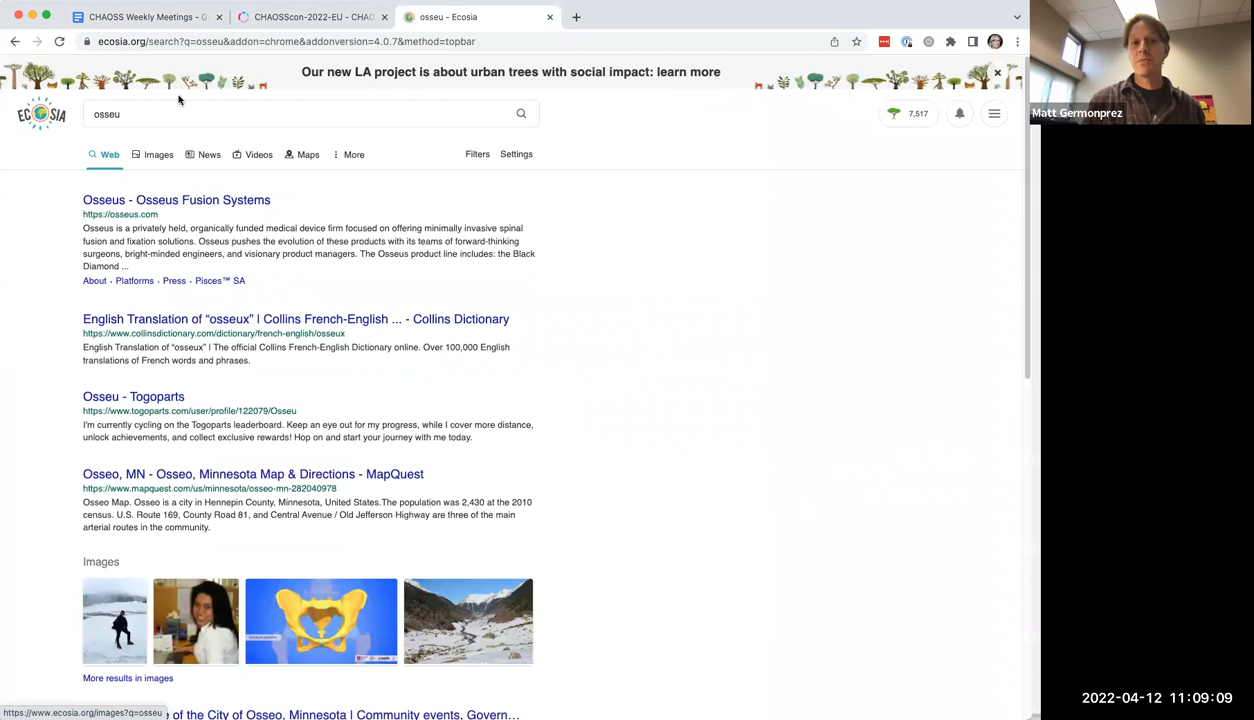 CHAOSS Weekly Meetings - G
CHAOSScon-2022-EU - CHAO
osseu - Ecosia
ecosia.org/search?q=osseu&addon=chrome&addonversion=4.0.7&method=topbar
Our new LA project is about urban trees with social impact: learn more
ECOSIA
osseu
7,517
Matt Germonprez
Web
Images
News
Videos
Maps
More
Filters
Settings
Osseus - Osseus Fusion Systems
https://osseus.com
Osseus is a privately held, organically funded medical device firm focused on offering minimally invasive spinal
fusion and fixation solutions. Osseus pushes the evolution of these products with its teams of forward-thinking
surgeons, bright-minded engineers, and visionary product managers. The Osseus product line includes: the Black
Diamond ...
About · Platforms · Press · Pisces™ SA
English Translation of “osseux” | Collins French-English ... - Collins Dictionary
https://www.collinsdictionary.com/dictionary/french-english/osseux
English Translation of “osseux” | The official Collins French-English Dictionary online. Over 100,000 English
translations of French words and phrases.
Osseu - Togoparts
https://www.togoparts.com/user/profile/122079/Osseu
I'm currently cycling on the Togoparts leaderboard. Keep an eye out for my progress, while I cover more distance,
unlock achievements, and collect exclusive rewards! Hop on and start your journey with me today.
Osseo, MN - Osseo, Minnesota Map & Directions - MapQuest
https://www.mapquest.com/us/minnesota/osseo-mn-282040978
Osseo Map. Osseo is a city in Hennepin County, Minnesota, United States.The population was 2,430 at the 2010
census. U.S. Route 169, County Road 81, and Central Avenue / Old Jefferson Highway are three of the main
arterial routes in the community.
Images
More results in images
https://www.ecosia.org/images?q=osseu
of the City of Osseo, Minnesota | Community events, Govern...
2022-04-12 11:09:09